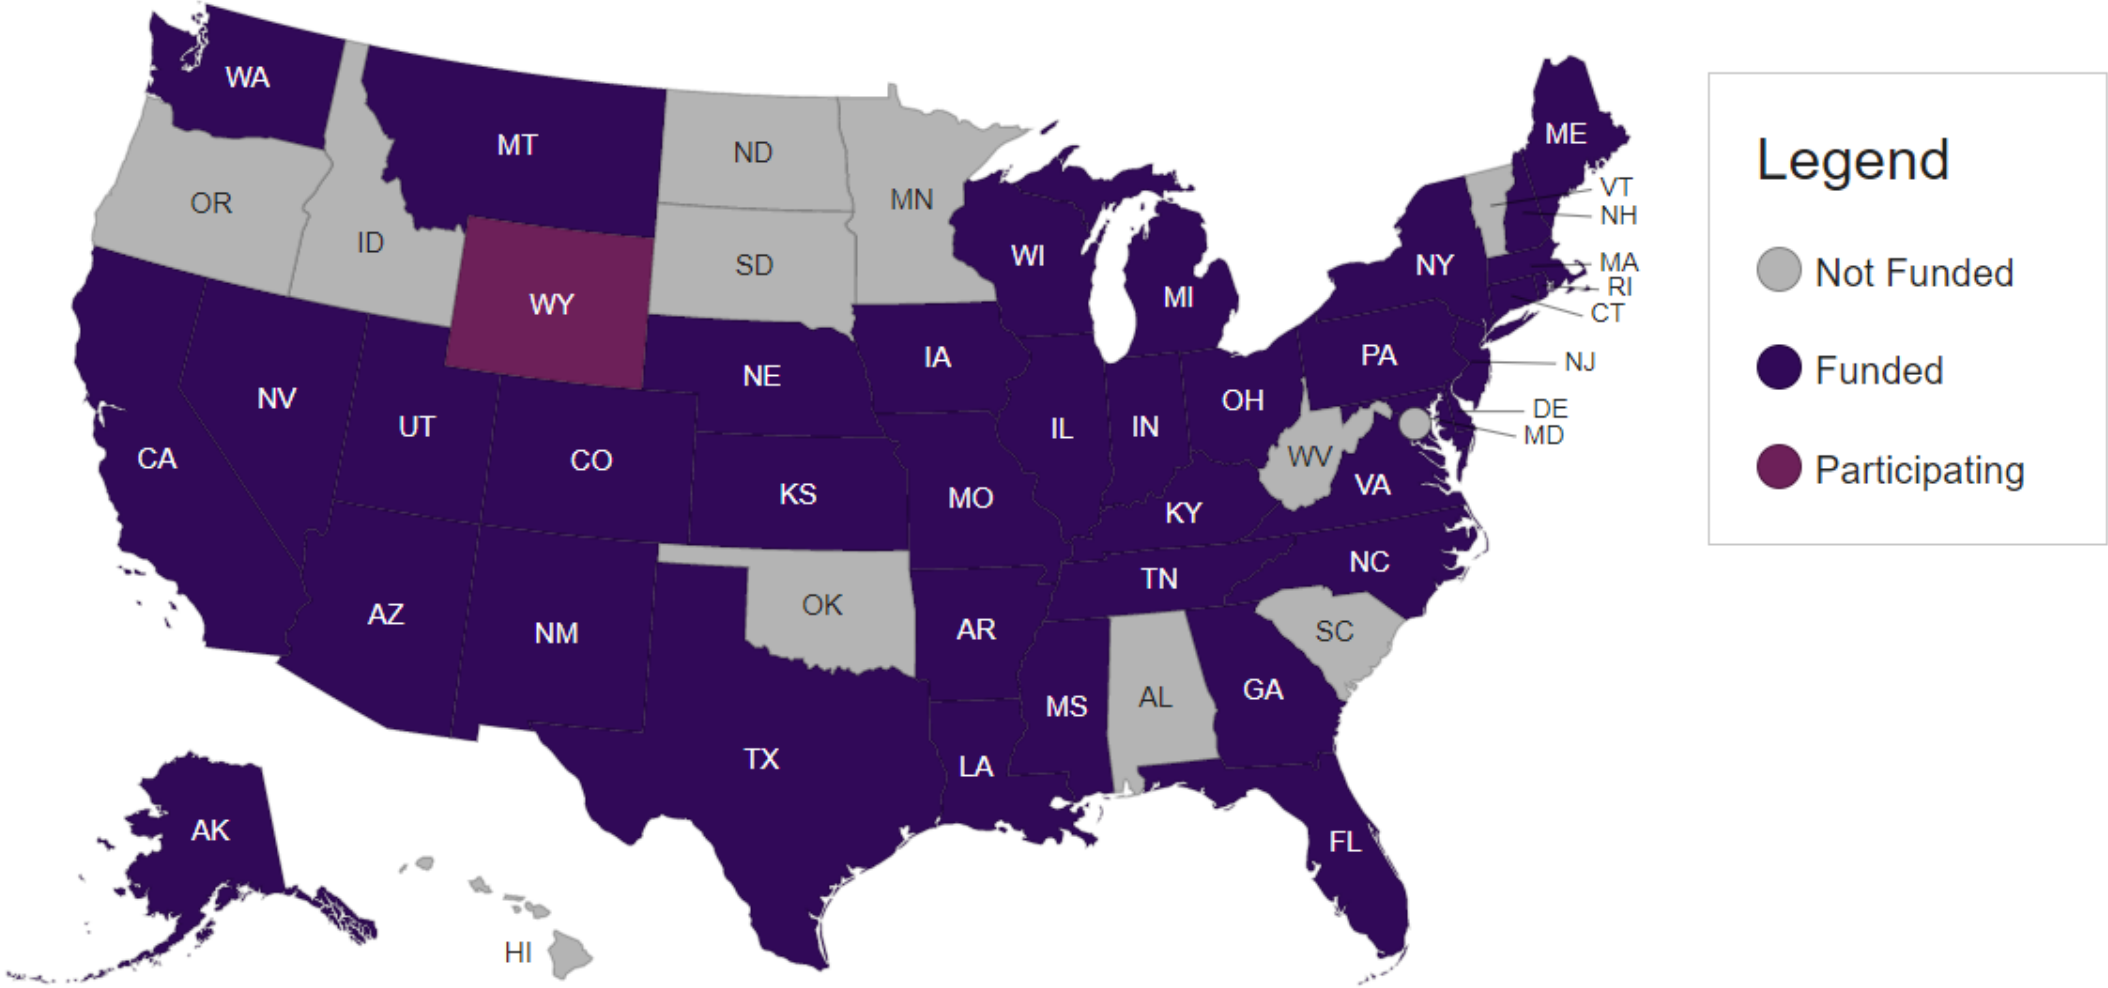 WA
MT
ND
ME
OR
MN
VT
NH
ID
WI
SD
NY
MA
RI
WY
MI
CT
IA
PA
NJ
NE
NV
OH
DE
UT
IL
IN
MD
CA
CO
WV
KS
MO
VA
KY
NC
TN
AZ
NM
OK
AR
SC
MS
AL
GA
TX
LA
AK
FL
HI
Legend
Not Funded
Funded
Participating